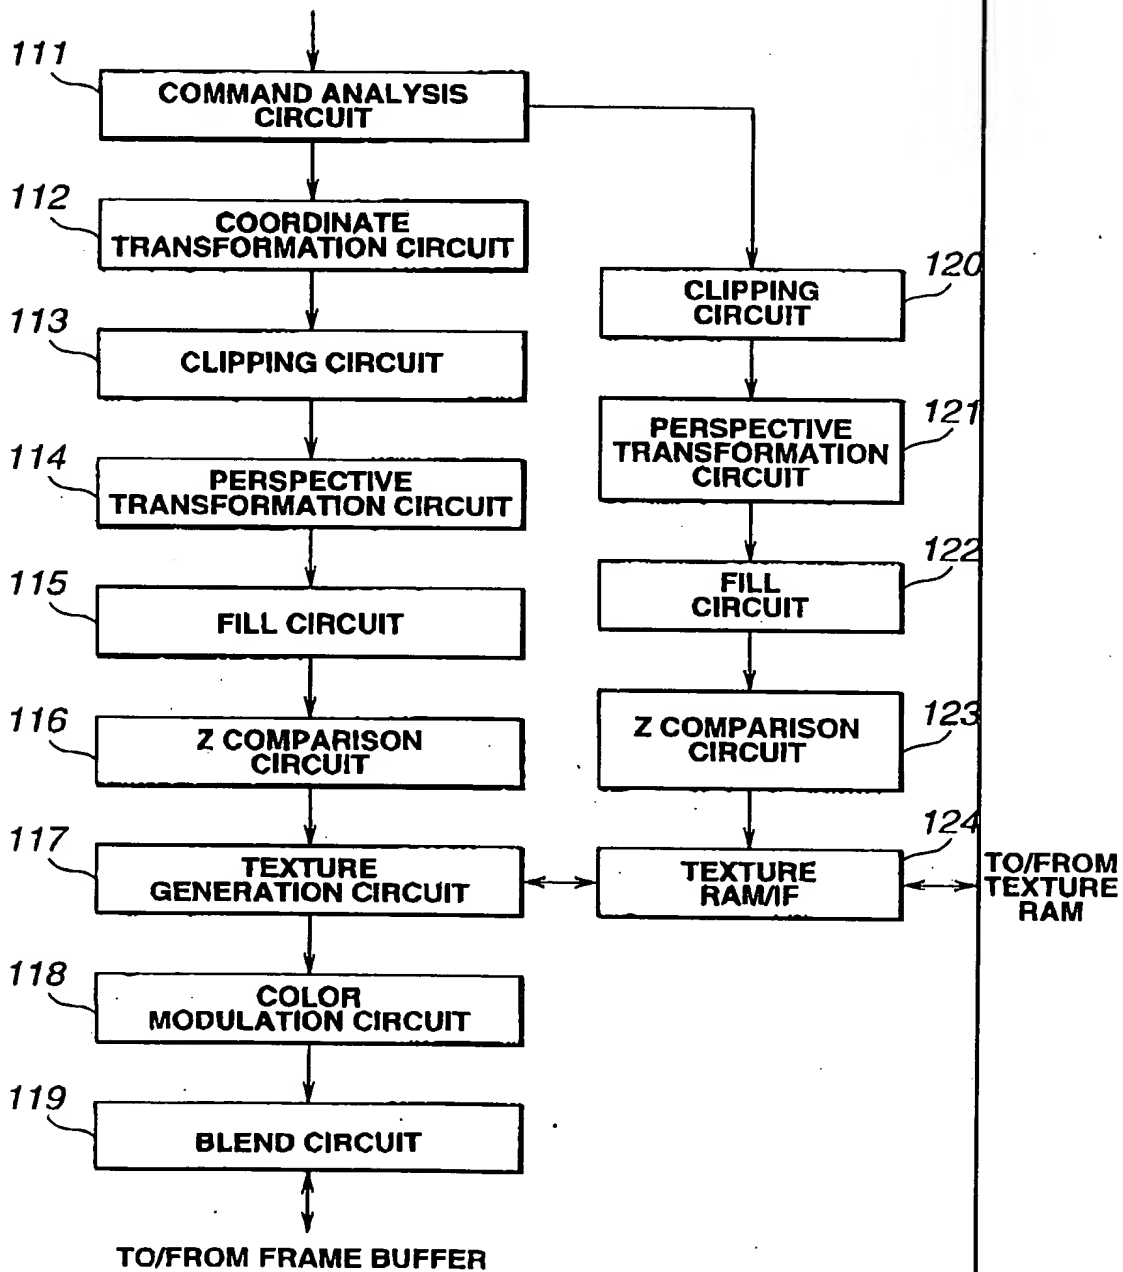 111
COMMAND ANALYSIS
CIRCUIT
112
COORDINATE
TRANSFORMATION CIRCUIT
113
CLIPPING CIRCUIT
114
PERSPECTIVE
TRANSFORMATION CIRCUIT
115
FILL CIRCUIT
116
Z COMPARISON
CIRCUIT
117
TEXTURE
GENERATION CIRCUIT
118
COLOR
MODULATION CIRCUIT
119
BLEND CIRCUIT
TO/FROM FRAME BUFFER
120
CLIPPING
CIRCUIT
121
PERSPECTIVE
TRANSFORMATION
CIRCUIT
122
FILL
CIRCUIT
123
Z COMPARISON
CIRCUIT
124
TEXTURE
RAM/IF
TO/FROM
TEXTURE
RAM